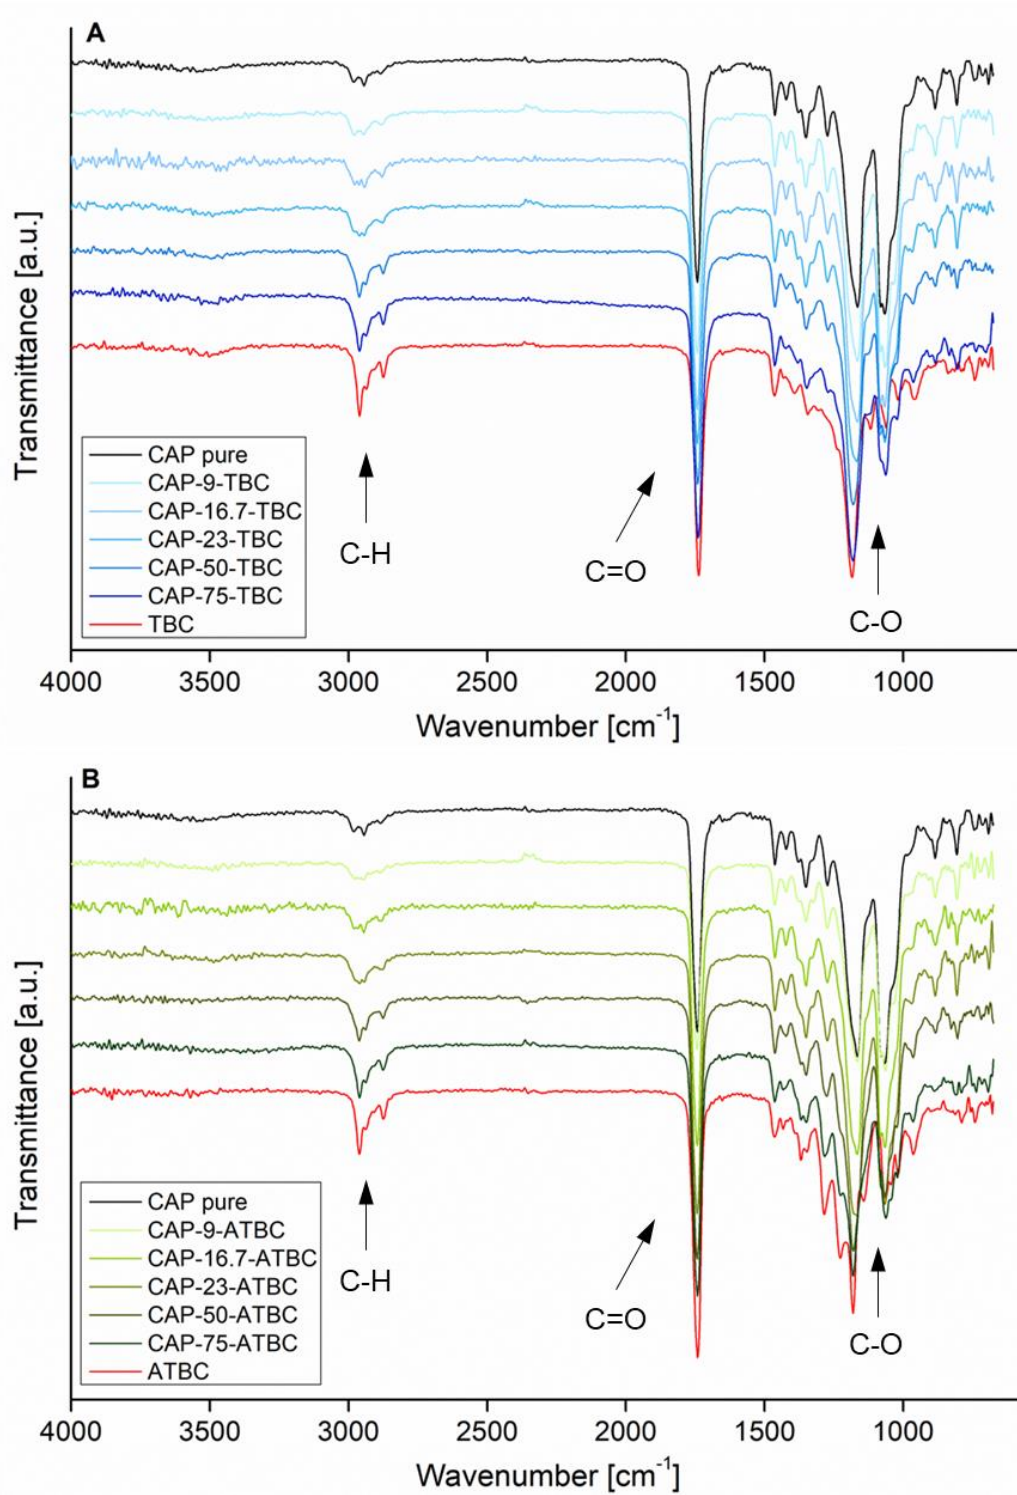 A
Transmittance [a.u.]
CAP pure
CAP-9-TBC
CAP-16.7-TBC
CAP-23-TBC
CAP-50-TBC
CAP-75-TBC
TBC
C-H
C=O
C-O
4000 3500 3000 2500 2000 1500 1000
Wavenumber [cm⁻¹]
B
Transmittance [a.u.]
CAP pure
CAP-9-ATBC
CAP-16.7-ATBC
CAP-23-ATBC
CAP-50-ATBC
CAP-75-ATBC
ATBC
C-H
C=O
C-O
4000 3500 3000 2500 2000 1500 1000
Wavenumber [cm⁻¹]